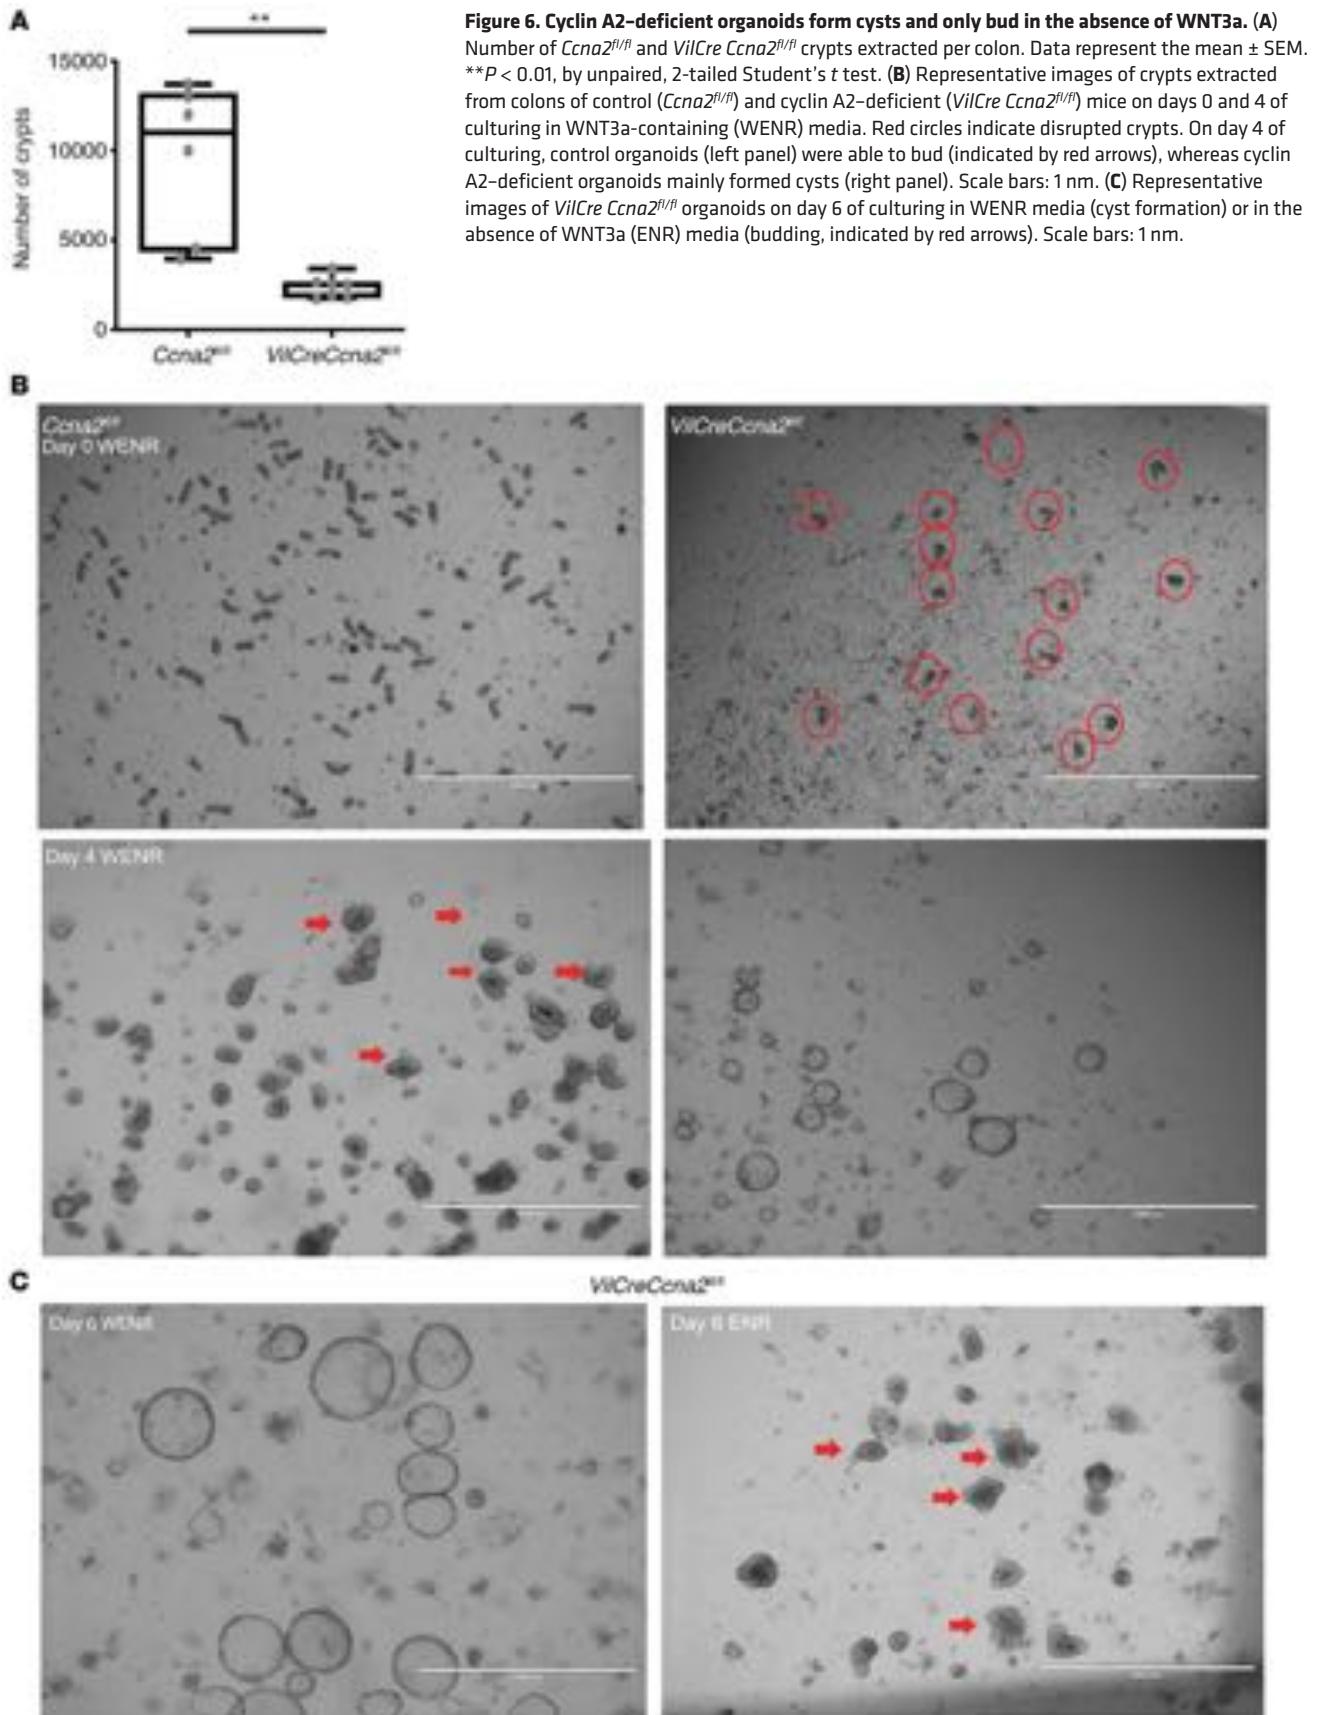 A
**
15000
10000
5000
0
Number of crypts
Ccna2fl/fl
VilCreCcna2fl/fl
Figure 6. Cyclin A2–deficient organoids form cysts and only bud in the absence of WNT3a. (A)
Number of Ccna2fl/fl and VilCre Ccna2fl/fl crypts extracted per colon. Data represent the mean ± SEM.
**P < 0.01, by unpaired, 2-tailed Student's t test. (B) Representative images of crypts extracted
from colons of control (Ccna2fl/fl) and cyclin A2–deficient (VilCre Ccna2fl/fl) mice on days 0 and 4 of
culturing in WNT3a-containing (WENR) media. Red circles indicate disrupted crypts. On day 4 of
culturing, control organoids (left panel) were able to bud (indicated by red arrows), whereas cyclin
A2–deficient organoids mainly formed cysts (right panel). Scale bars: 1 nm. (C) Representative
images of VilCre Ccna2fl/fl organoids on day 6 of culturing in WENR media (cyst formation) or in the
absence of WNT3a (ENR) media (budding, indicated by red arrows). Scale bars: 1 nm.
B
Ccna2fl/fl
Day 0 WENR
VilCreCcna2fl/fl
Day 4 WENR
C
VilCreCcna2fl/fl
Day 6 WENR
Day 6 ENR